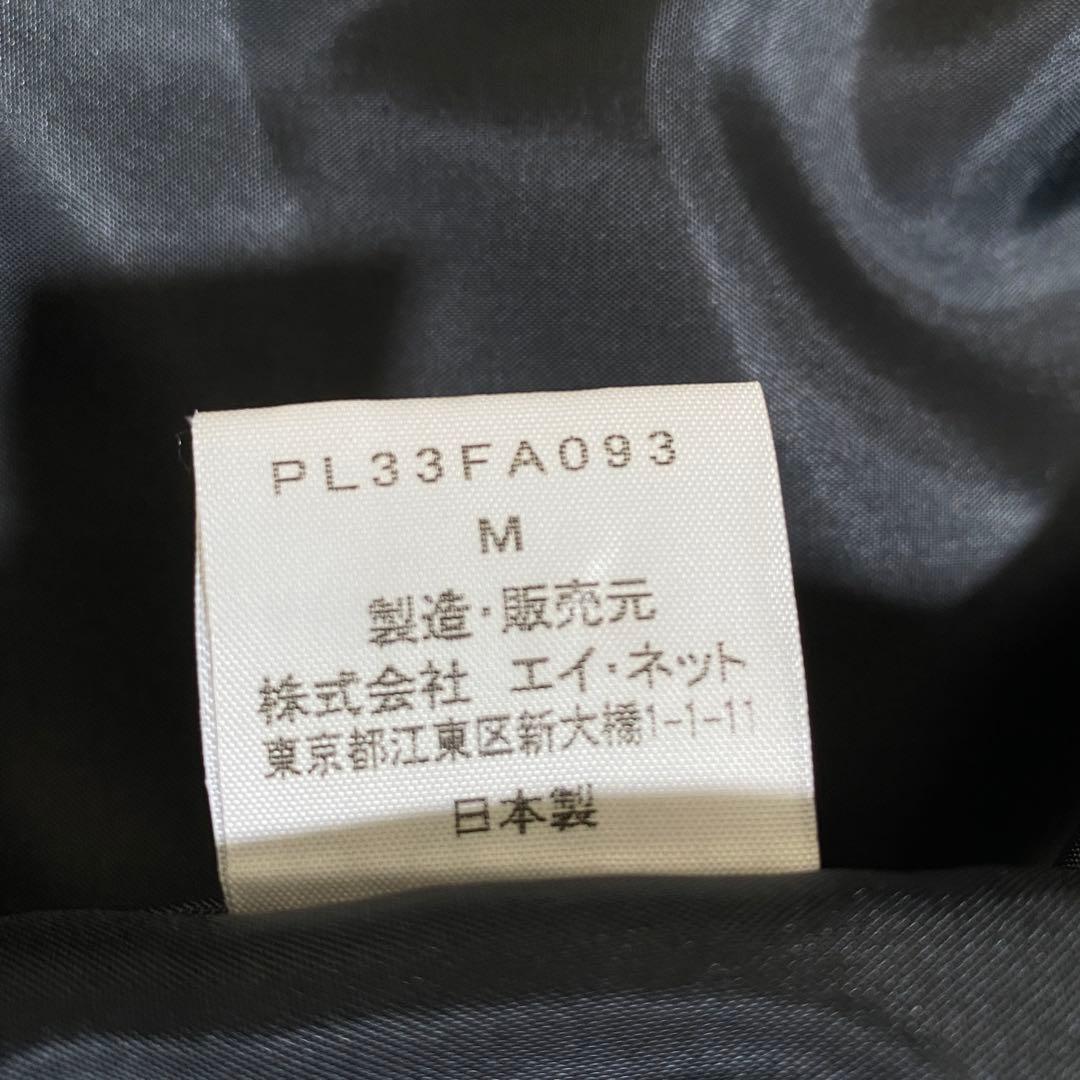 PL33FA093
M
製造・販売元
株式会社 エイ・ネット
東京都江東区新大橋1-1-11
日本製